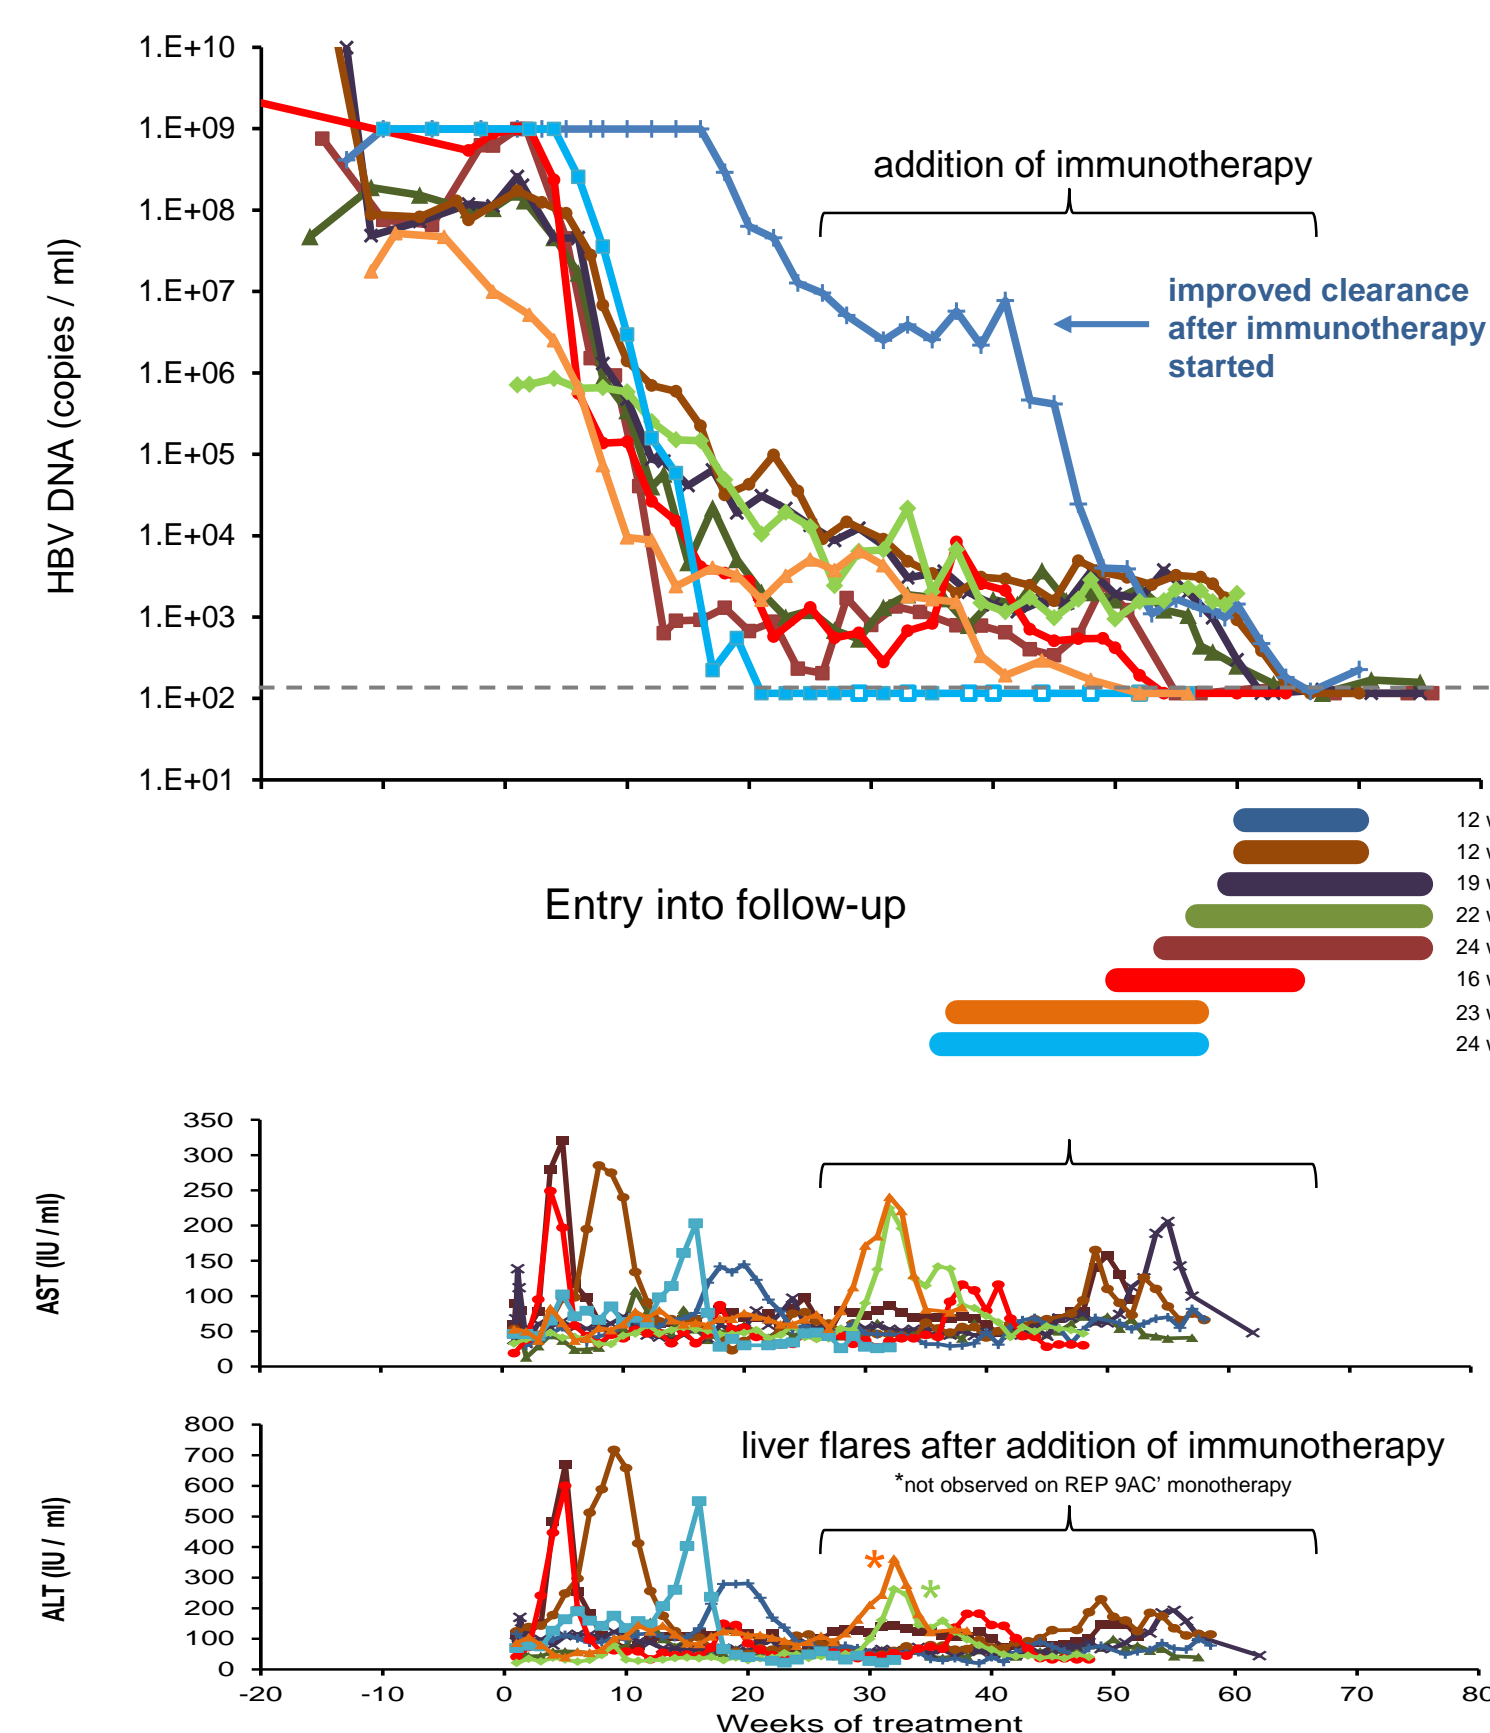 1.E+10
1.E+09
1.E+08
1.E+07
1.E+06
1.E+05
1.E+04
1.E+03
1.E+02
1.E+01
HBV DNA (copies / ml)
addition of immunotherapy
improved clearance
after immunotherapy
started
12 w
12 w
19 w
22 w
24 w
16 w
23 w
24 w
Entry into follow-up
350
300
250
200
150
100
50
0
AST (IU / ml)
800
700
600
500
400
300
200
100
0
ALT (IU / ml)
liver flares after addition of immunotherapy
*not observed on REP 9AC’ monotherapy
*
*
-20 -10 0 10 20 30 40 50 60 70 80
Weeks of treatment